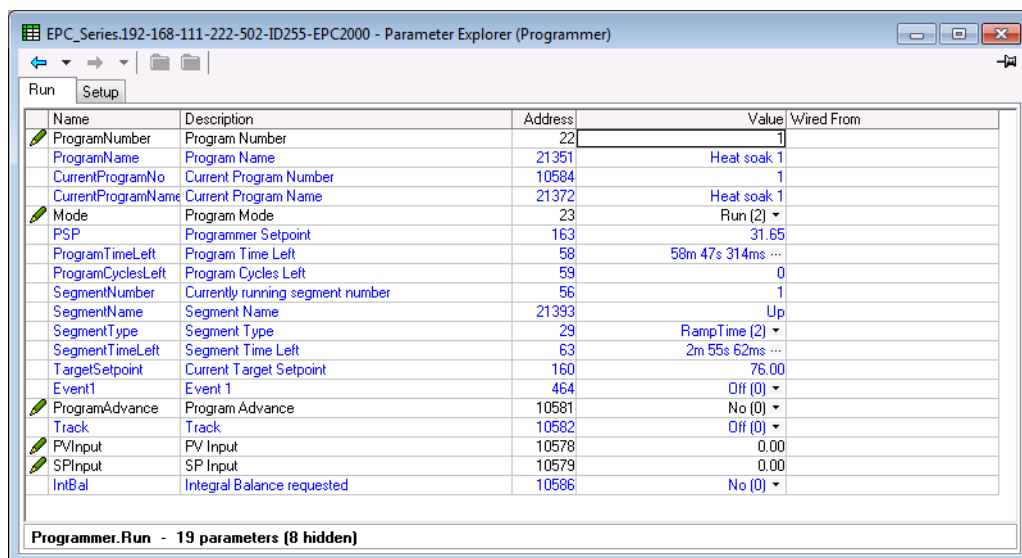 EPC_Series.192-168-111-222-502-ID255-EPC2000 - Parameter Explorer (Programmer)
Run Setup
Name Description Address Value Wired From
ProgramNumber Program Number 22 1
ProgramName Program Name 21351 Heat soak 1
CurrentProgramNo Current Program Number 10584 1
CurrentProgramName Current Program Name 21372 Heat soak 1
Mode Program Mode 23 Run (2)
PSP Programmer Setpoint 163 31.65
ProgramTimeLeft Program Time Left 58 58m 47s 314ms ...
ProgramCyclesLeft Program Cycles Left 59 0
SegmentNumber Currently running segment number 56 1
SegmentName Segment Name 21393 Up
SegmentType Segment Type 29 RampTime (2)
SegmentTimeLeft Segment Time Left 63 2m 55s 62ms ...
TargetSetpoint Current Target Setpoint 160 76.00
Event1 Event 1 464 Off (0)
ProgramAdvance Program Advance 10581 No (0)
Track Track 10582 Off (0)
PVInput PV Input 10578 0.00
SPInput SP Input 10579 0.00
IntBal Integral Balance requested 10586 No (0)
Programmer.Run - 19 parameters (8 hidden)